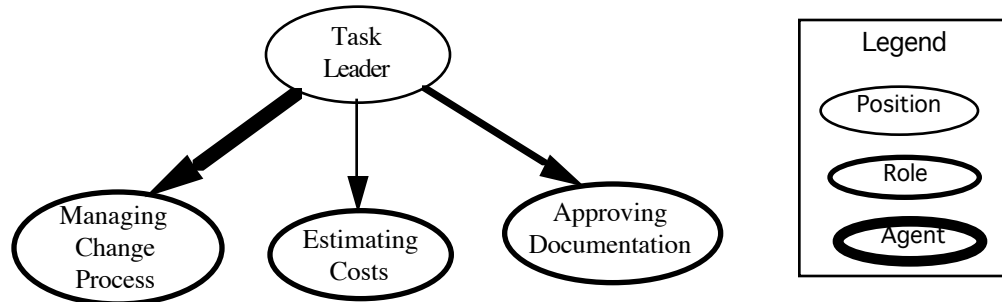 Task
Leader
Managing
Change
Process
Estimating
Costs
Approving
Documentation
Legend
Position
Role
Agent